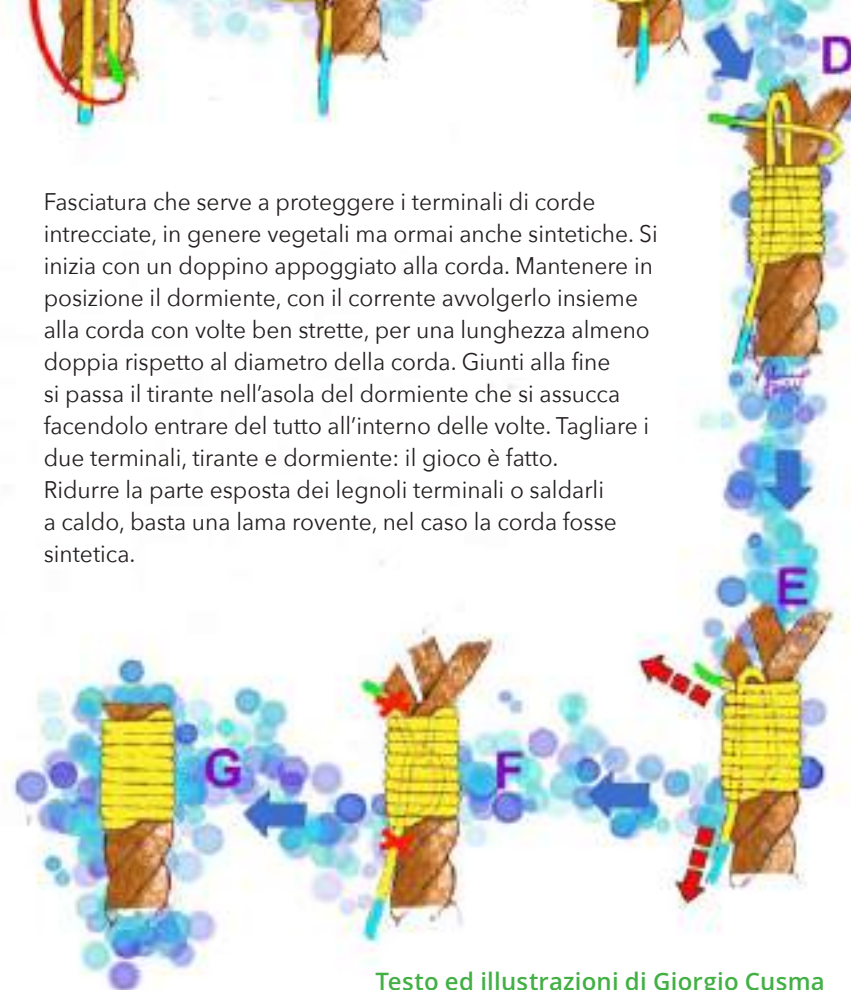 D
Fasciatura che serve a proteggere i terminali di corde
intrecciate, in genere vegetali ma ormai anche sintetiche. Si
inizia con un doppino appoggiato alla corda. Mantenere in
posizione il dormiente, con il corrente avvolgerlo insieme
alla corda con volte ben strette, per una lunghezza almeno
doppia rispetto al diametro della corda. Giunti alla fine
si passa il tirante nell’asola del dormiente che si assucca
facendolo entrare del tutto all’interno delle volte. Tagliare i
due terminali, tirante e dormiente: il gioco è fatto.
Ridurre la parte esposta dei legnoli terminali o saldarli
a caldo, basta una lama rovente, nel caso la corda fosse
sintetica.
E
G
F
Testo ed illustrazioni di Giorgio Cusma